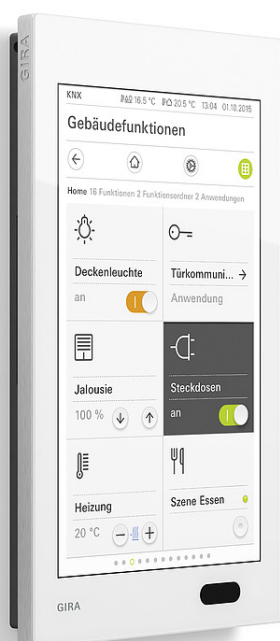 GIRA
KNX 16.5 °C 20.5 °C 13:04 01.10.2016
Gebäudefunktionen
Home 16 Funktionen 2 Funktionsordner 2 Anwendungen
Deckenleuchte
an
Türkommuni... →
Anwendung
Jalousie
100 %
Steckdosen
an
Heizung
20 °C
Szene Essen
GIRA